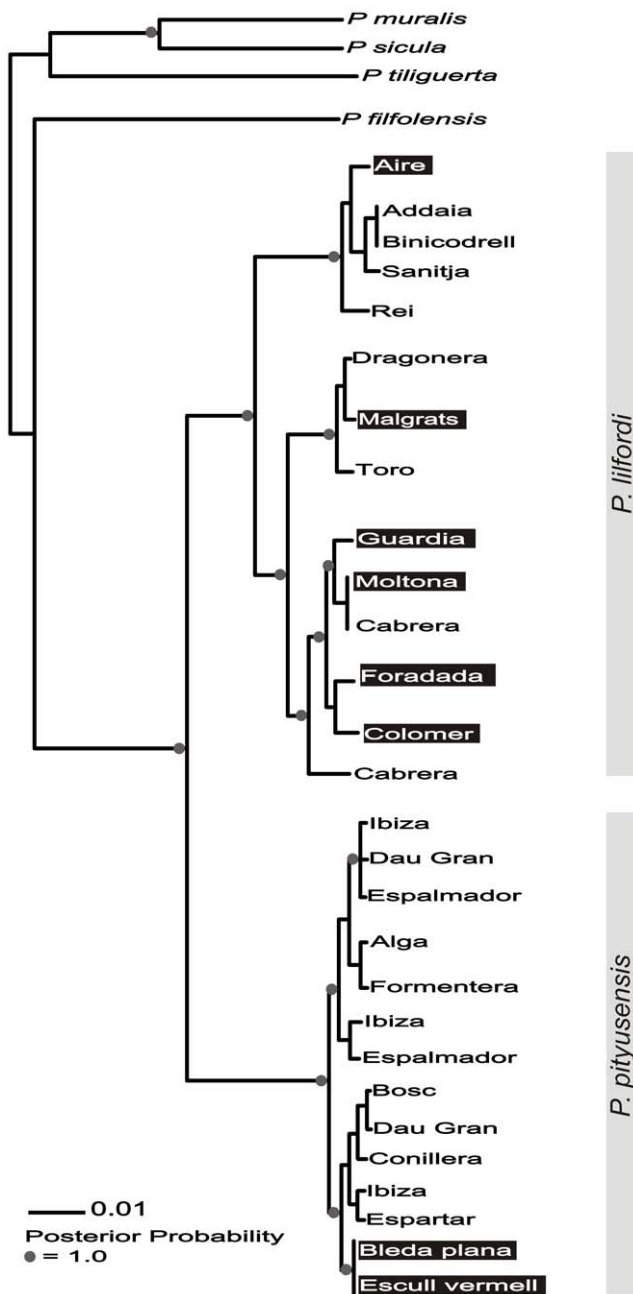 P muralis
P sicula
P tiliguerta
P filfolensis
Aire
Addaia
Binicodrell
Sanitja
Rei
Dragonera
Malgrats
Toro
Guardia
Moltona
Cabrera
Foradada
Colomer
Cabrera
P. lilfordi
Ibiza
Dau Gran
Espalmador
Alga
Formentera
Ibiza
Espalmador
Bosc
Dau Gran
Conillera
Ibiza
Espartar
Bleda plana
Escull vermell
P. pityusensis
0.01
Posterior Probability
= 1.0